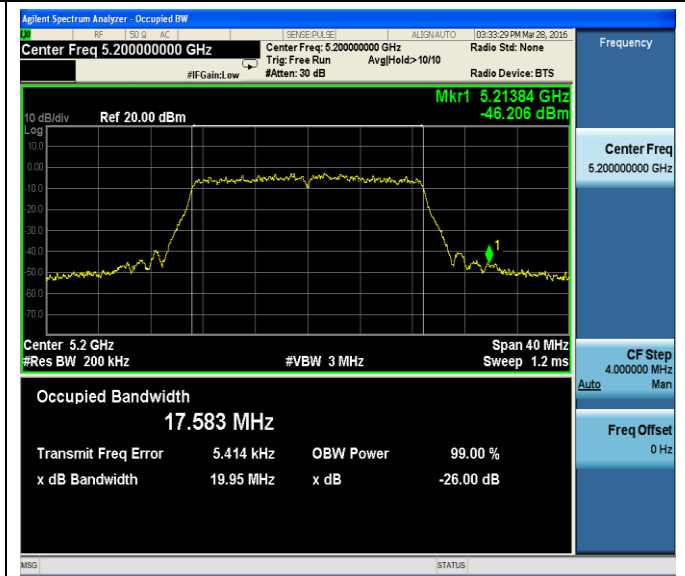 Agilent Spectrum Analyzer - Occupied BW
RF 50 Ω AC SENSE:PULSE ALIGN AUTO 03:33:29 PM Mar 28, 2016
Center Freq 5.200000000 GHz
Center Freq: 5.200000000 GHz Radio Std: None
Trig: Free Run Avg|Hold>10/10
#IFGain:Low #Atten: 30 dB Radio Device: BTS
Mkr1 5.21384 GHz
-46.206 dBm
10 dB/div Ref 20.00 dBm
Log
10.0
0.00
-10.0
-20.0
-30.0
-40.0
-50.0
-60.0
-70.0
1
Center 5.2 GHz Span 40 MHz
#Res BW 200 kHz #VBW 3 MHz Sweep 1.2 ms
Occupied Bandwidth
17.583 MHz
Transmit Freq Error 5.414 kHz OBW Power 99.00 %
x dB Bandwidth 19.95 MHz x dB -26.00 dB
MSG STATUS
Frequency
Center Freq
5.200000000 GHz
CF Step
4.000000 MHz
Auto Man
Freq Offset
0 Hz